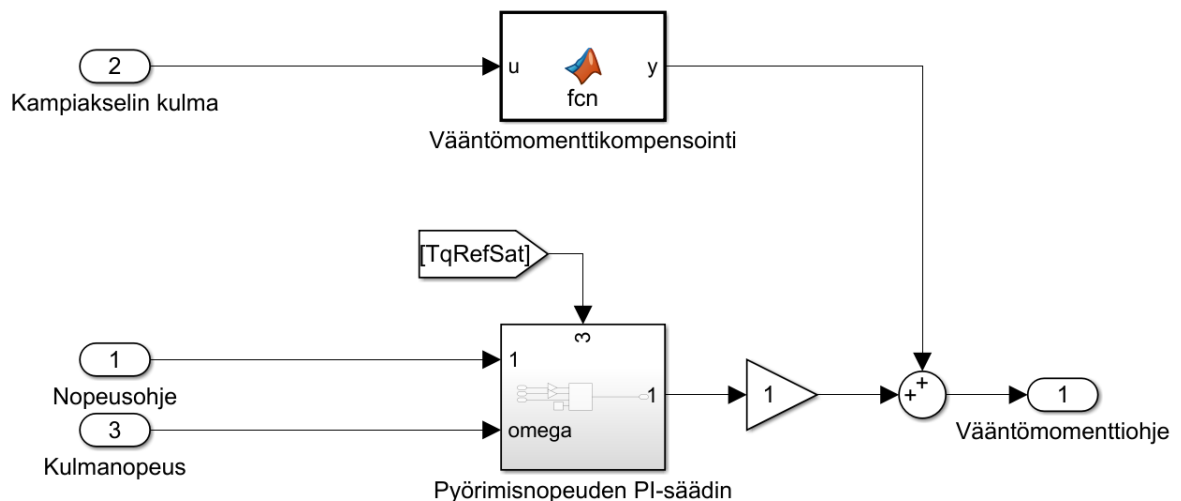 2
Kampiakselin kulma
u
fcn
y
Vääntömomenttikompensointi
[TqRefSat]
3
1
Nopeusohje
3
Kulmanopeus
1
omega
1
Pyörimisnopeuden PI-säädin
1
+
+
1
Vääntömomenttiohje